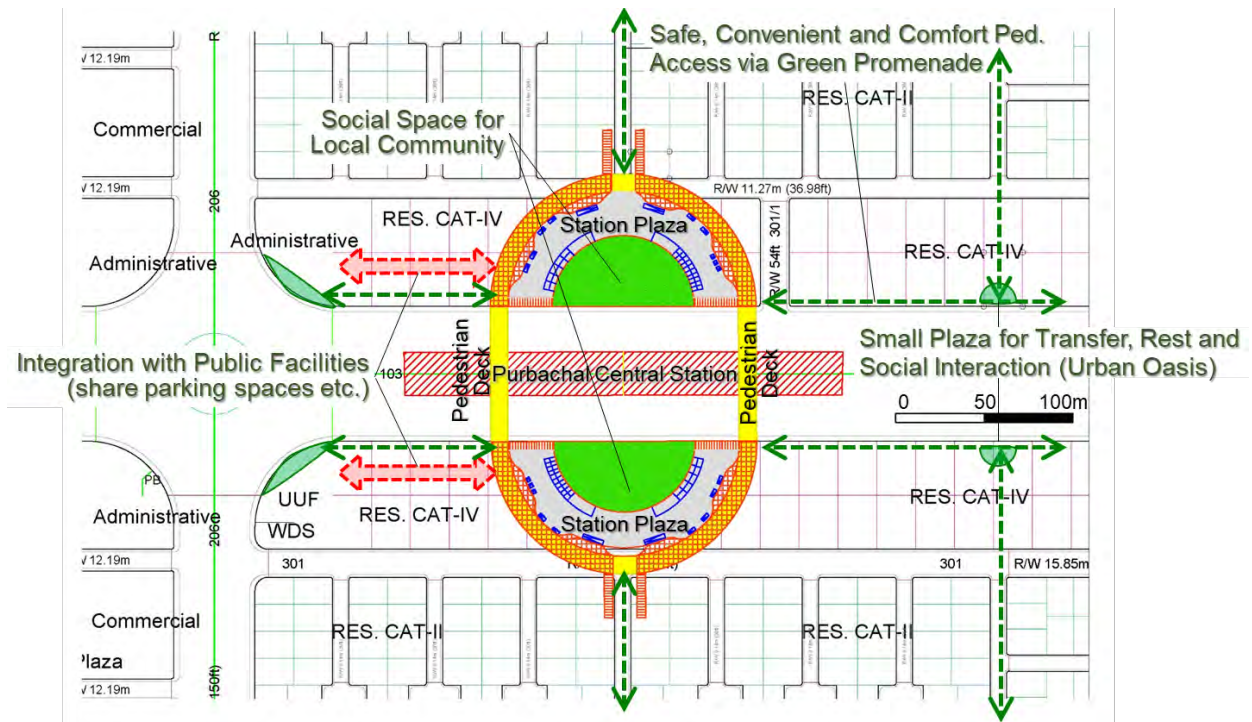 R
R/W 12.19m
Safe, Convenient and Comfort Ped.
Access via Green Promenade
RES. CAT-II
Commercial
Social Space for
Local Community
R/W 12.19m
206
R/W 11.27m (36.98ft)
RES. CAT-IV
Station Plaza
R/W 54ft 301/1
RES. CAT-IV
Administrative
Administrative
Integration with Public Facilities
(share parking spaces etc.)
103
Pedestrian
Deck
Purbachal Central Station
Pedestrian
Deck
Small Plaza for Transfer, Rest and
Social Interaction (Urban Oasis)
0 50 100m
PB
UUF
RES. CAT-IV
Station Plaza
RES. CAT-IV
Administrative
WDS
R/W 12.19m
301
301
R/W 15.85m
Commercial
RES. CAT-II
RES. CAT-II
Plaza
R/W 12.19m
150ft)